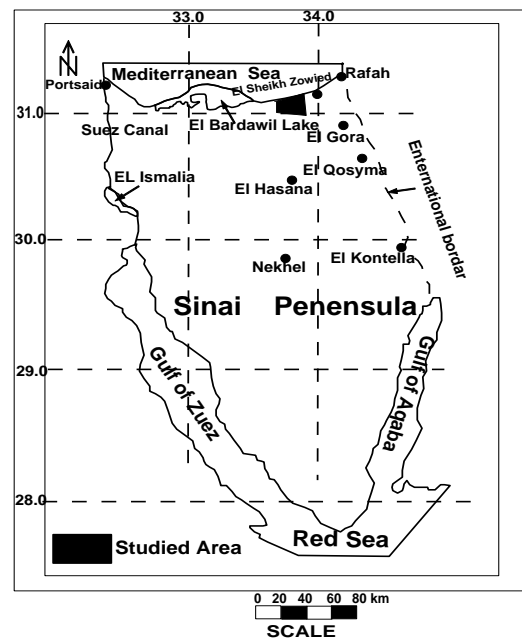 33.0 34.0
N
Mediterranean Sea
El Sheikh Zowied
Rafah
Portsaid
31.0
Suez Canal
El Bardawil Lake
El Gora
EL Ismalia
El Qosyma
El Hasana
Enternational bordar
30.0
Nekhel
El Kontella
Sinai Penensula
29.0
Gulf of Zuez
Gulf of Aqaba
28.0
Red Sea
Studied Area
0 20 40 60 80 km
SCALE